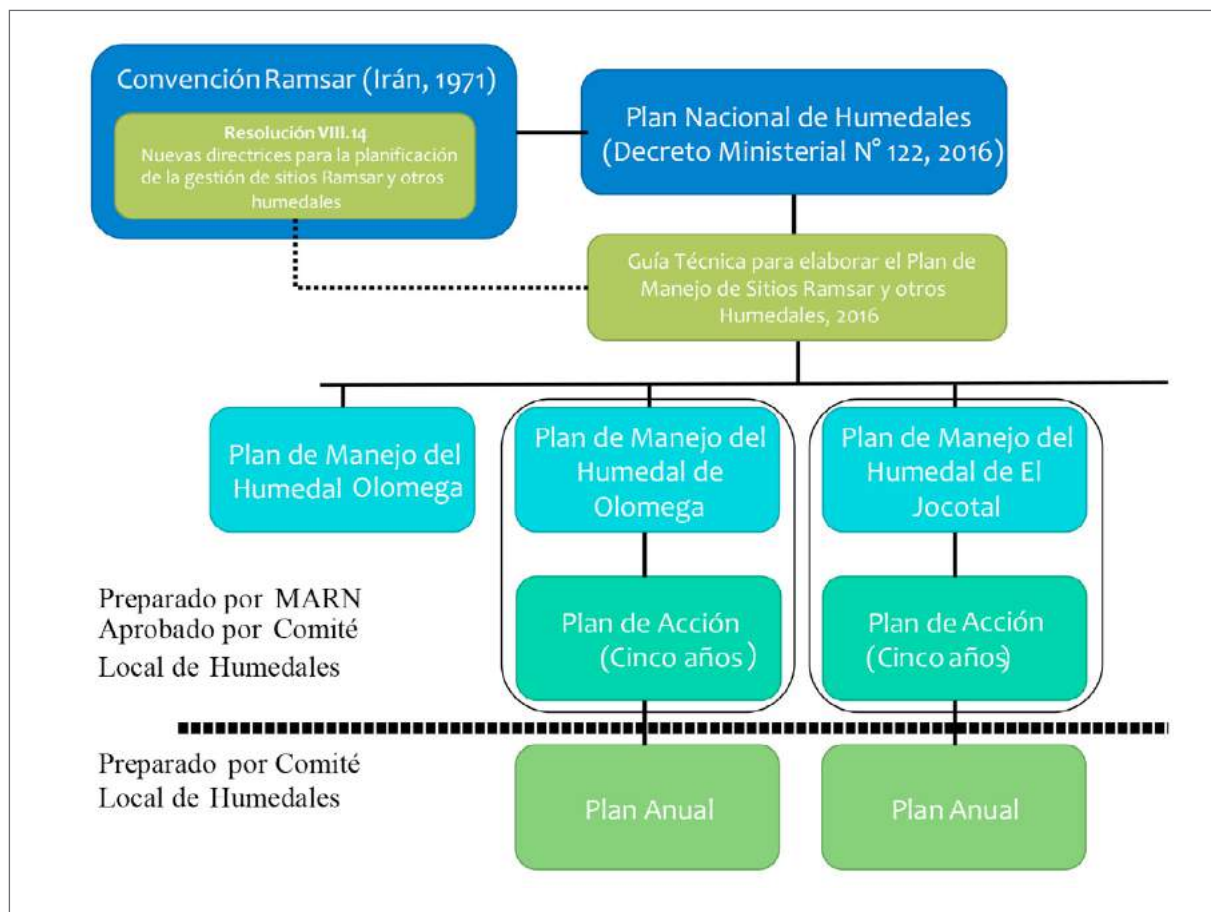 Convención Ramsar (Irán, 1971)
Resolución VIII.14
Nuevas directrices para la planificación
de la gestión de sitios Ramsar y otros
humedales
Plan Nacional de Humedales
(Decreto Ministerial N° 122, 2016)
Guía Técnica para elaborar el Plan de
Manejo de Sitios Ramsar y otros
Humedales, 2016
Plan de Manejo del
Humedal Olomega
Plan de Manejo del
Humedal de
Olomega
Plan de Manejo del
Humedal de El
Jocotal
Preparado por MARN
Aprobado por Comité
Local de Humedales
Plan de Acción
(Cinco años)
Plan de Acción
(Cinco años)
Preparado por Comité
Local de Humedales
Plan Anual
Plan Anual